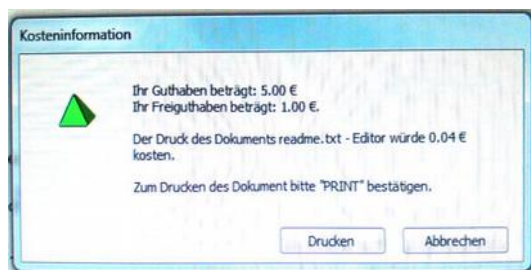 Kosteninformation
Ihr Guthaben beträgt: 5.00 €
Ihr Freiguthaben beträgt: 1.00 €.
Der Druck des Dokuments readme.txt - Editor würde 0.04 €
kosten.
Zum Drucken des Dokument bitte "PRINT" bestätigen.
Drucken
Abbrechen